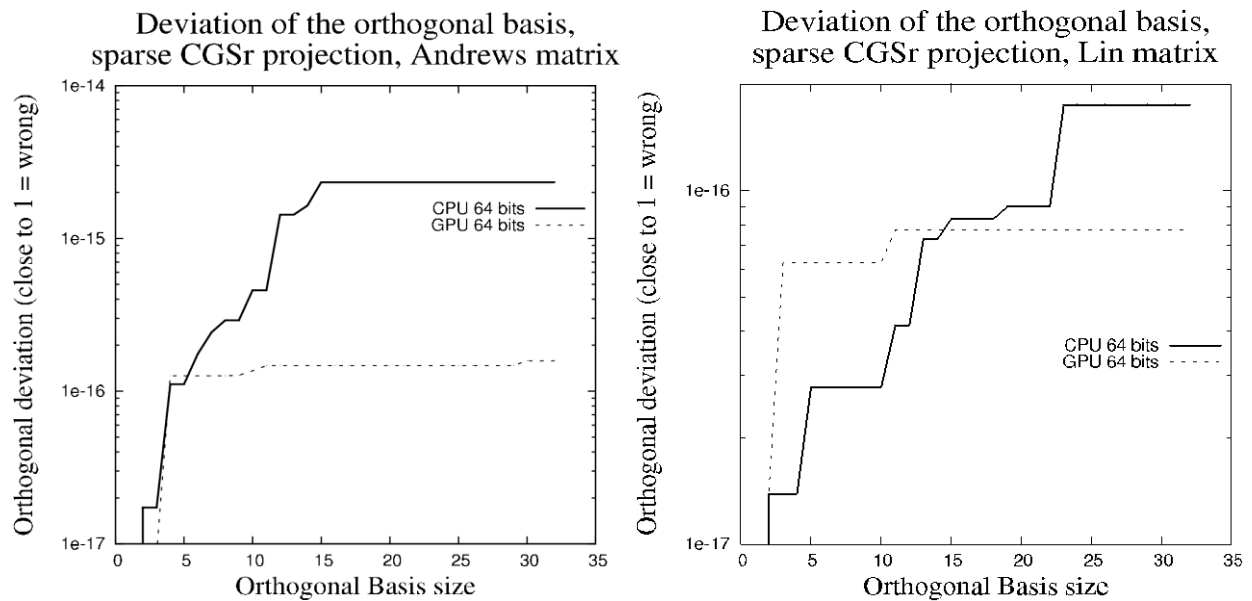 Deviation of the orthogonal basis,
sparse CGSr projection, Andrews matrix
Orthogonal deviation (close to 1 = wrong)
1e-14
1e-15
1e-16
1e-17
CPU 64 bits
GPU 64 bits
0 5 10 15 20 25 30 35
Orthogonal Basis size
Deviation of the orthogonal basis,
sparse CGSr projection, Lin matrix
Orthogonal deviation (close to 1 = wrong)
1e-16
1e-17
CPU 64 bits
GPU 64 bits
0 5 10 15 20 25 30 35
Orthogonal Basis size